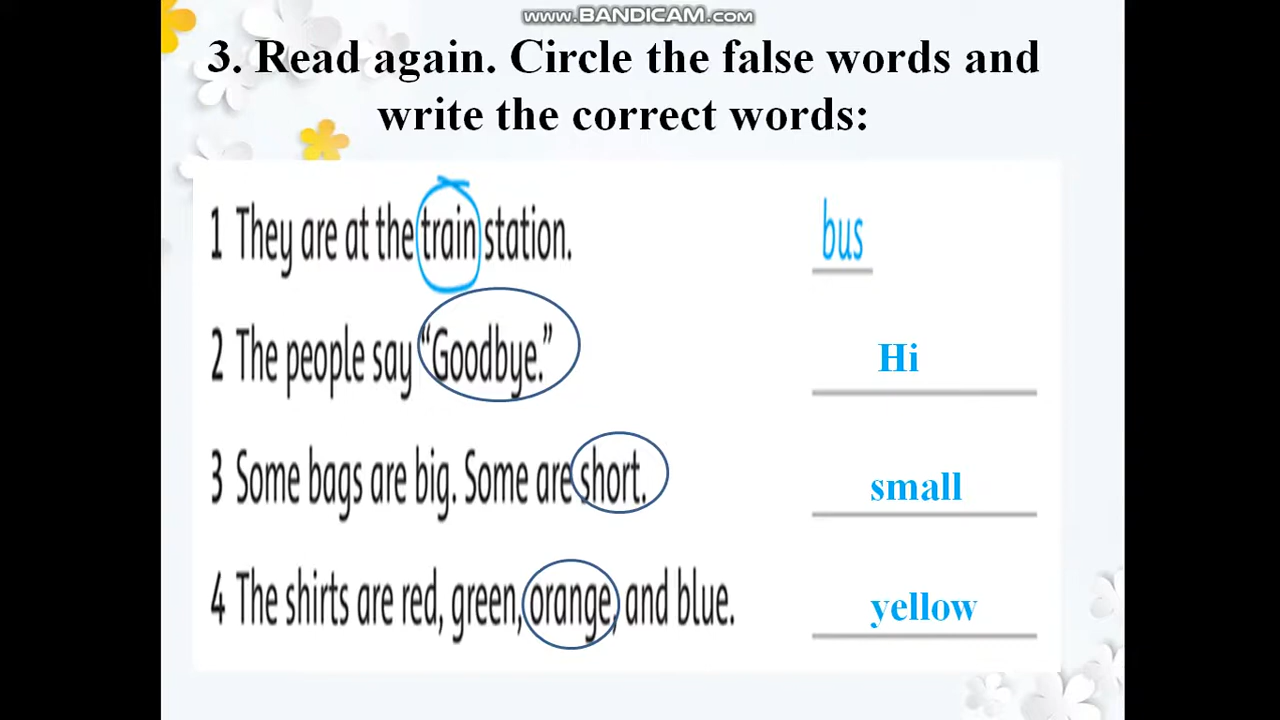 www.BANDICAM.com
3. Read again. Circle the false words and
write the correct words:
1 They are at the train station. bus
2 The people say “Goodbye.” Hi
3 Some bags are big. Some are short. small
4 The shirts are red, green, orange, and blue. yellow